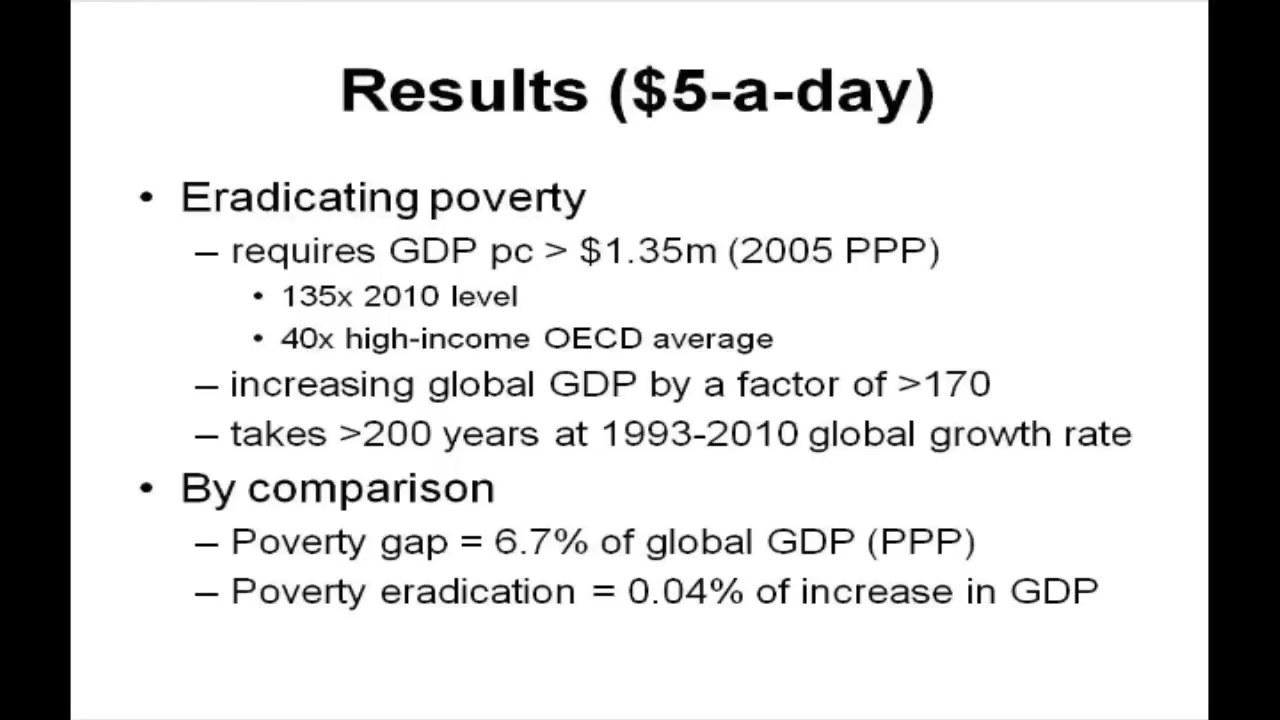 Results ($5-a-day)
• Eradicating poverty
– requires GDP pc > $1.35m (2005 PPP)
• 135x 2010 level
• 40x high-income OECD average
– increasing global GDP by a factor of >170
– takes >200 years at 1993-2010 global growth rate
• By comparison
– Poverty gap = 6.7% of global GDP (PPP)
– Poverty eradication = 0.04% of increase in GDP